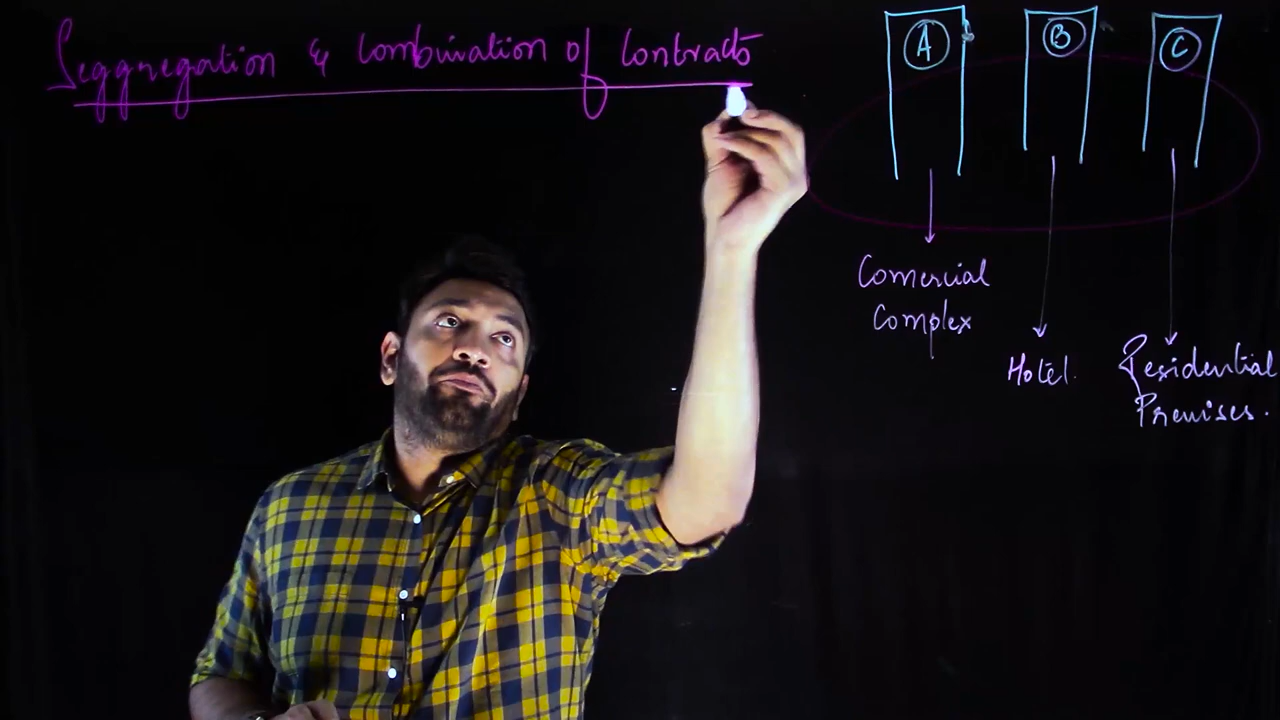 Seggregation & Combination of Contracts
A B C
Comercial
Complex
Hotel.
Residential
Premises.